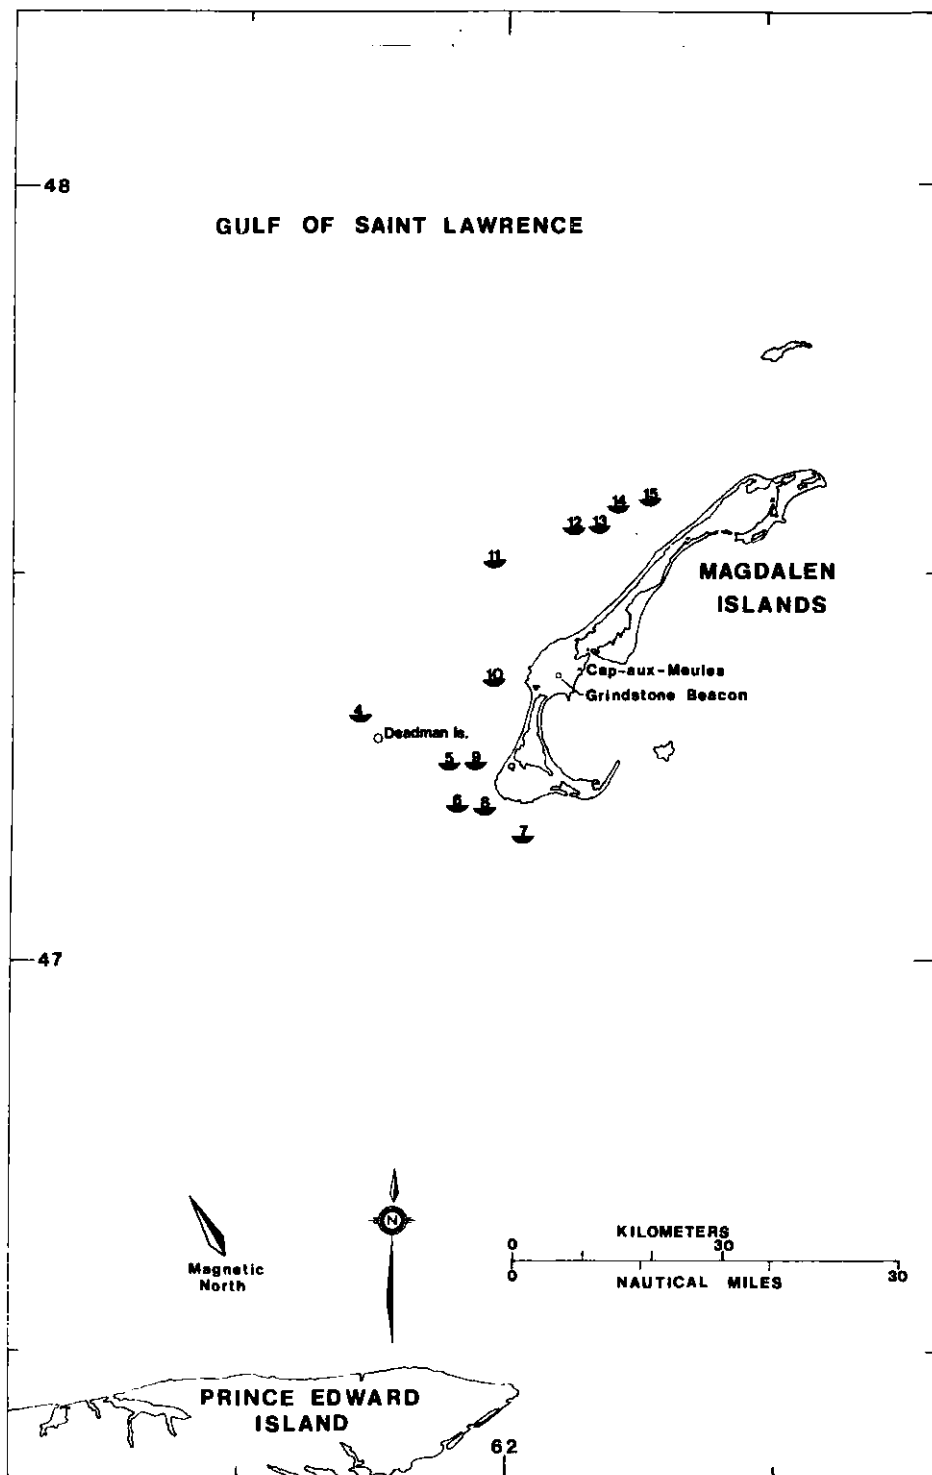 48
GULF OF SAINT LAWRENCE
14 15
12 13
11
MAGDALEN
ISLANDS
Cap-aux-Meules
10
Grindstone Beacon
4
Deadman Is.
5 9
6 8
7
47
N
KILOMETERS
0 30
Magnetic
North
0 NAUTICAL MILES 30
PRINCE EDWARD
ISLAND
62